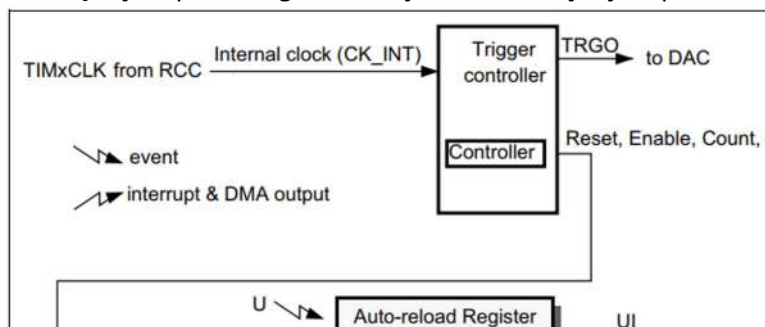 Internal clock (CK_INT)
TIMxCLK from RCC
Trigger
controller
TRGO
to DAC
Controller
Reset, Enable, Count,
event
interrupt & DMA output
U
Auto-reload Register
UI